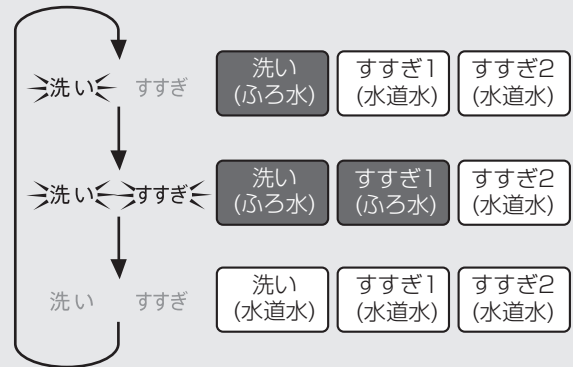 洗い すすぎ
洗い すすぎ1 すすぎ2
(ふろ水) (水道水) (水道水)
洗い すすぎ
洗い すすぎ1 すすぎ2
(ふろ水) (ふろ水) (水道水)
洗い すすぎ
洗い すすぎ1 すすぎ2
(水道水) (水道水) (水道水)